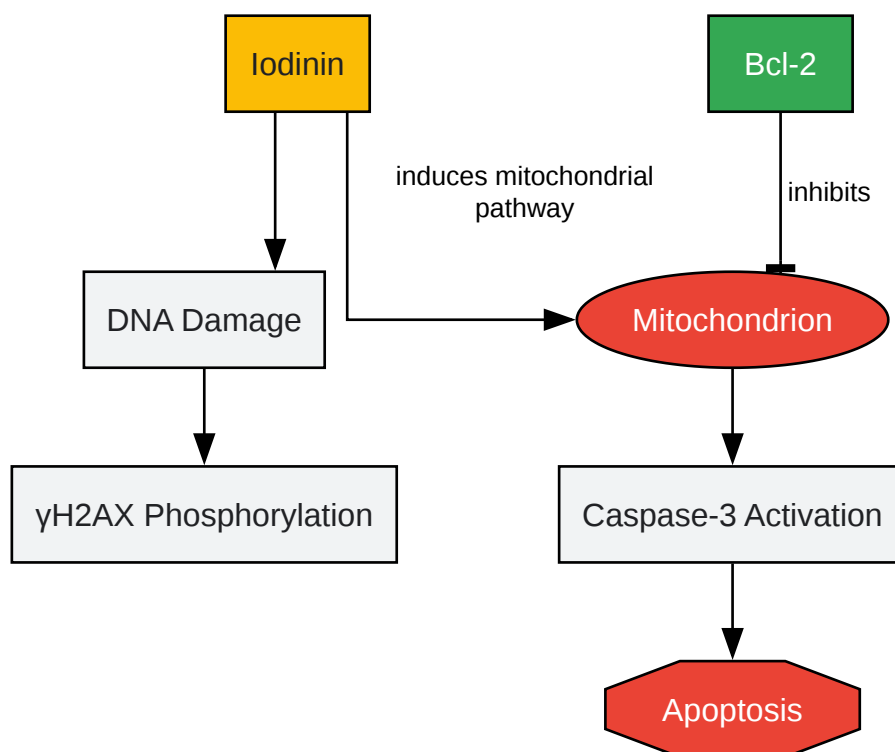 Iodinin
Bcl-2
induces mitochondrial
pathway
inhibits
DNA Damage
Mitochondrion
γH2AX Phosphorylation
Caspase-3 Activation
Apoptosis